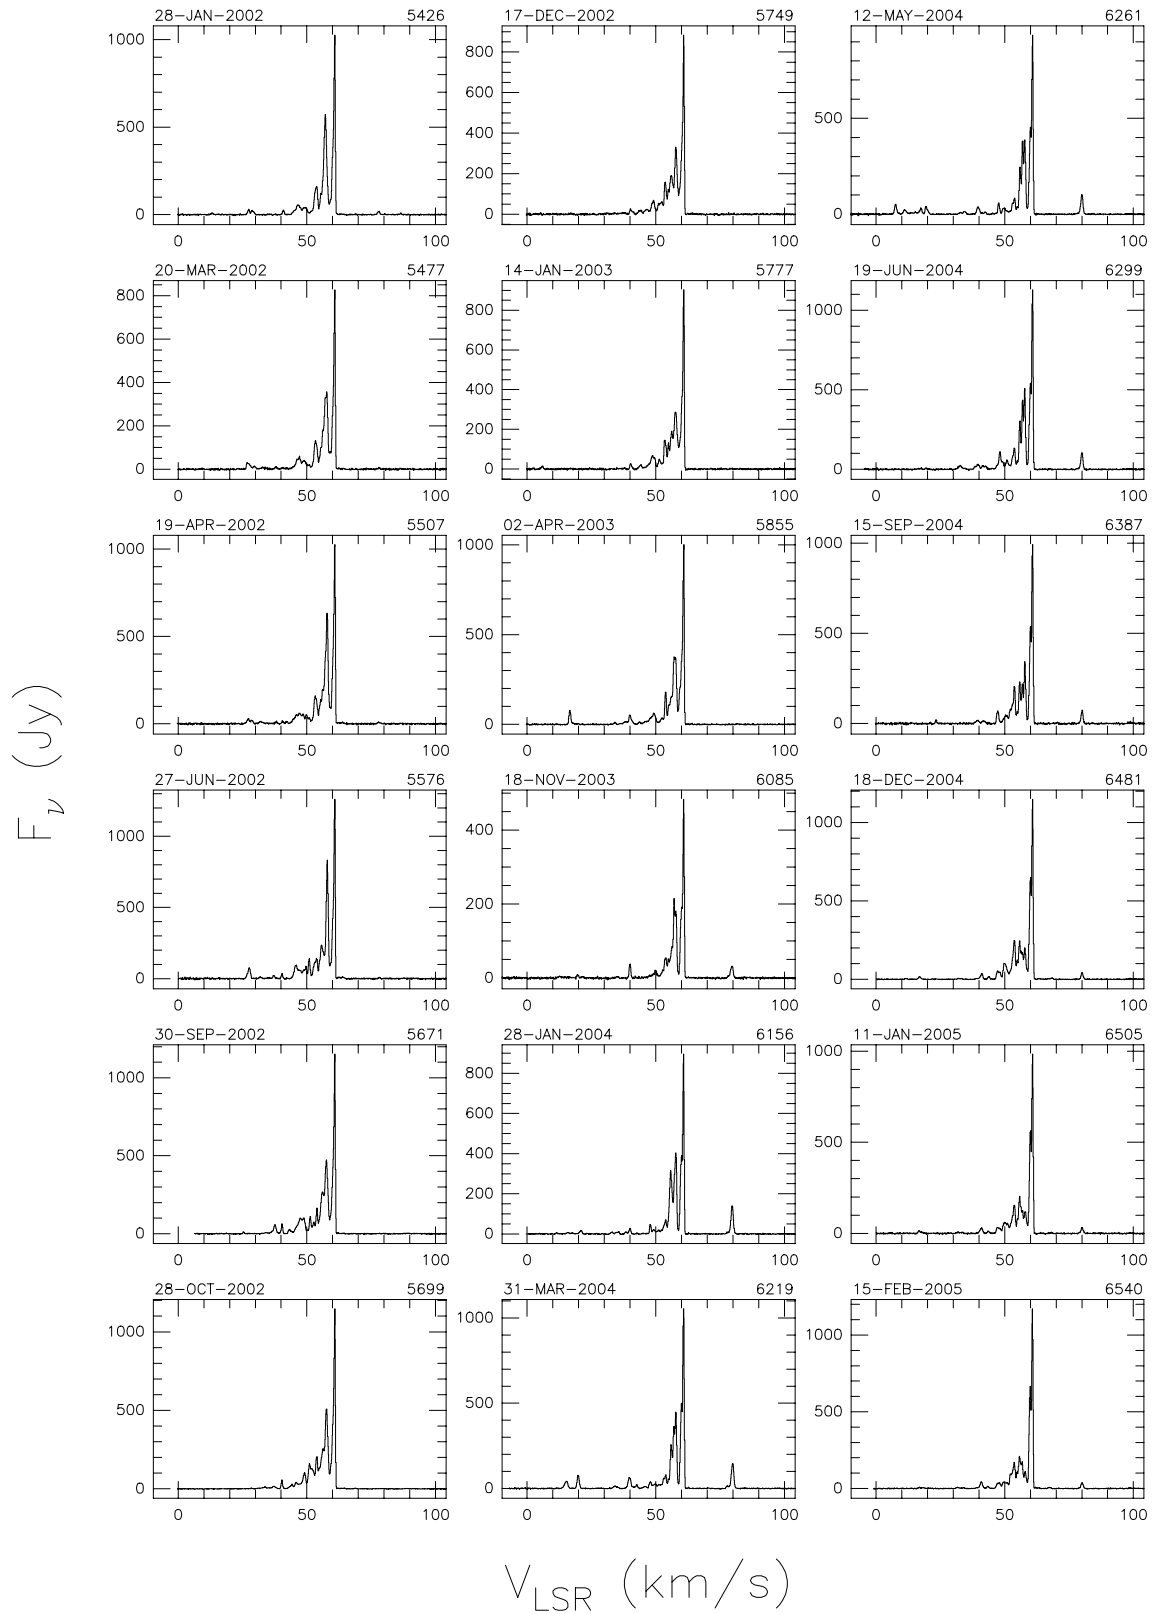 28-JAN-2002 5426
1000
500
0
0 50 100
20-MAR-2002 5477
800
600
400
200
0
0 50 100
19-APR-2002 5507
1000
500
0
0 50 100
27-JUN-2002 5576
1000
500
0
0 50 100
30-SEP-2002 5671
1000
500
0
0 50 100
28-OCT-2002 5699
1000
500
0
0 50 100
17-DEC-2002 5749
800
600
400
200
0
0 50 100
14-JAN-2003 5777
800
600
400
200
0
0 50 100
02-APR-2003 5855
1000
500
0
0 50 100
18-NOV-2003 6085
400
200
0
0 50 100
28-JAN-2004 6156
800
600
400
200
0
0 50 100
31-MAR-2004 6219
1000
500
0
0 50 100
12-MAY-2004 6261
500
0
0 50 100
19-JUN-2004 6299
1000
500
0
0 50 100
15-SEP-2004 6387
1000
500
0
0 50 100
18-DEC-2004 6481
1000
500
0
0 50 100
11-JAN-2005 6505
1000
500
0
0 50 100
15-FEB-2005 6540
1000
500
0
0 50 100
Fν (Jy)
VLSR (km/s)